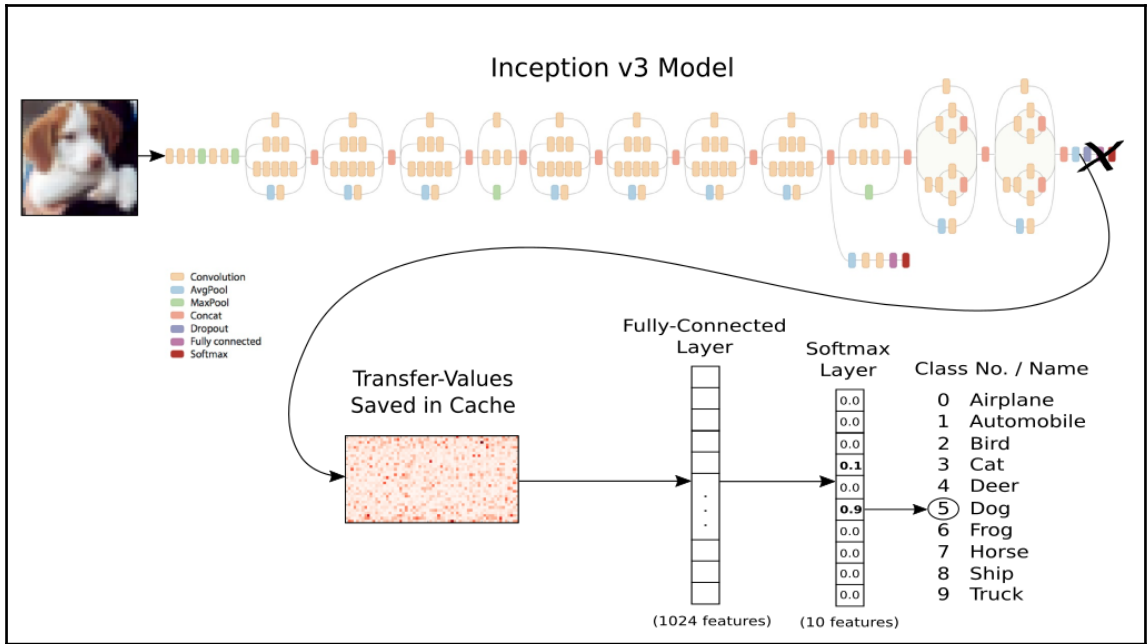 Inception v3 Model
Convolution
AvgPool
MaxPool
Concat
Dropout
Fully connected
Softmax
Transfer-Values
Saved in Cache
Fully-Connected
Layer
(1024 features)
Softmax
Layer
0.0
0.0
0.0
0.1
0.0
0.9
0.0
0.0
0.0
0.0
(10 features)
Class No. / Name
0 Airplane
1 Automobile
2 Bird
3 Cat
4 Deer
5 Dog
6 Frog
7 Horse
8 Ship
9 Truck